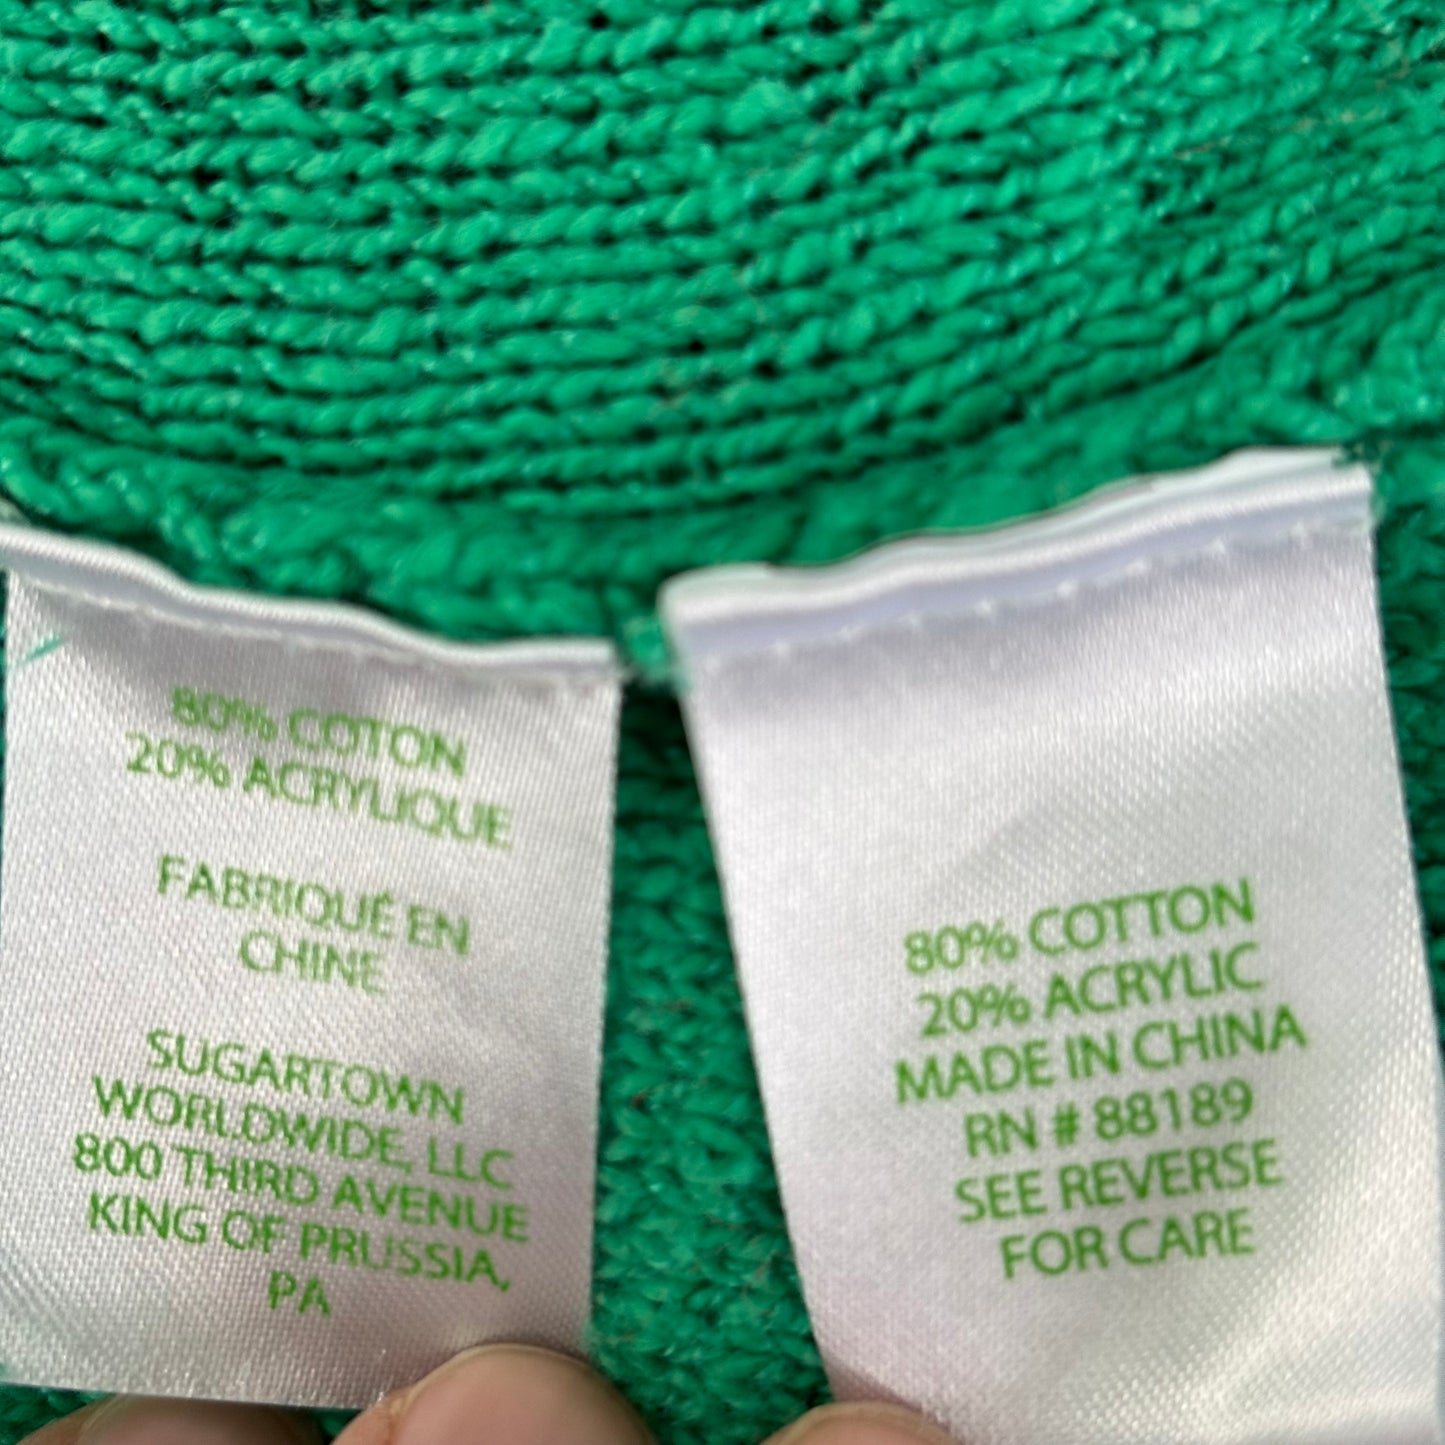 80% COTON
20% ACRYLIQUE
FABRIQUÉ EN
CHINE
SUGARTOWN
WORLDWIDE, LLC
800 THIRD AVENUE
KING OF PRUSSIA,
PA
80% COTTON
20% ACRYLIC
MADE IN CHINA
RN # 88189
SEE REVERSE
FOR CARE